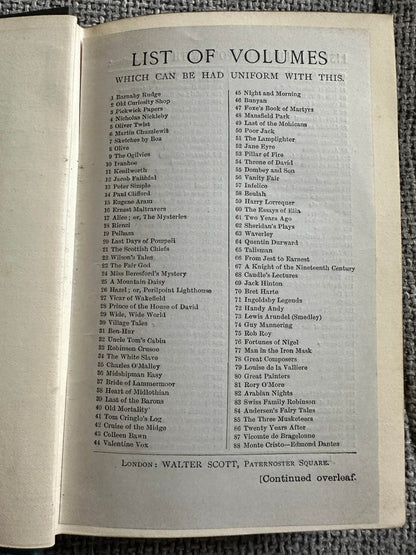 LIST OF VOLUMES
WHICH CAN BE HAD UNIFORM WITH THIS.
1 Barnaby Rudge
2 Old Curiosity Shop
3 Pickwick Papers
4 Nicholas Nickleby
5 Oliver Twist
6 Martin Chuzzlewit
7 Sketches by Boz
8 Olive
9 The Ogilvies
10 Ivanhoe
11 Kenilworth
12 Jacob Faithful
13 Peter Simple
14 Paul Clifford
15 Eugene Aram
16 Ernest Maltravers
17 Alice; or, The Mysteries
18 Rienzi
19 Pelham
20 Last Days of Pompeii
21 The Scottish Chiefs
22 Wilson's Tales
23 The Fair God
24 Miss Beresford's Mystery
25 A Mountain Daisy
26 Hazel; or, Perilpoint Lighthouse
27 Vicar of Wakefield
28 Prince of the House of David
29 Wide, Wide World
30 Village Tales
31 Ben-Hur
32 Uncle Tom's Cabin
33 Robinson Crusoe
34 The White Slave
35 Charles O'Malley
36 Midshipman Easy
37 Bride of Lammermoor
38 Heart of Midlothian
39 Last of the Barons
40 Old Mortality
41 Tom Cringle's Log
42 Cruise of the Midge
43 Colleen Bawn
44 Valentine Vox
45 Night and Morning
46 Bunyan
47 Foxe's Book of Martyrs
48 Mansfield Park
49 Last of the Mohicans
50 Poor Jack
51 The Lamplighter
52 Jane Eyre
53 Pillar of Fire
54 Throne of David
55 Dombey and Son
56 Vanity Fair
57 Infelice
58 Beulah
59 Harry Lorrequer
60 The Essays of Elia
61 Two Years Ago
62 Sheridan's Plays
63 Waverley
64 Quentin Durward
65 Talisman
66 From Jest to Earnest
67 A Knight of the Nineteenth Century
68 Caudle's Lectures
69 Jack Hinton
70 Bret Harte
71 Ingoldsby Legends
72 Handy Andy
73 Lewis Arundel (Smedley)
74 Guy Mannering
75 Rob Roy
76 Fortunes of Nigel
77 Man in the Iron Mask
78 Great Composers
79 Louise de la Valliere
80 Great Painters
81 Rory O'More
82 Arabian Nights
83 Swiss Family Robinson
84 Andersen's Fairy Tales
85 The Three Musketeers
86 Twenty Years After
87 Vicomte de Bragelonne
88 Monte Cristo—Edmond Dantes
LONDON: WALTER SCOTT, PATERNOSTER SQUARE.
[Continued overleaf.